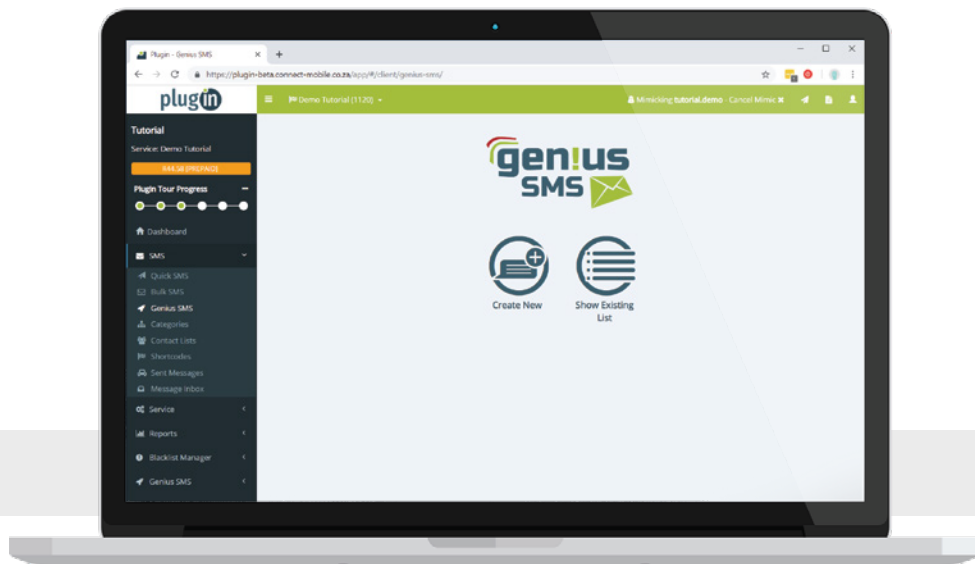 Plugin - Genius SMS
https://plugin-beta.connect-mobile.co.za/app/#/client/genius-sms/
plugin
Demo Tutorial (1120)
Mimicking tutorial.demo - Cancel Mimic
Tutorial
Service: Demo Tutorial
[PREPAID]
Plugin Tour Progress
Dashboard
SMS
Quick SMS
Bulk SMS
Genius SMS
Categories
Contact Lists
Shortcodes
Sent Messages
Message Inbox
Service
Reports
Blacklist Manager
Genius SMS
gen!us
SMS
Create New
Show Existing
List